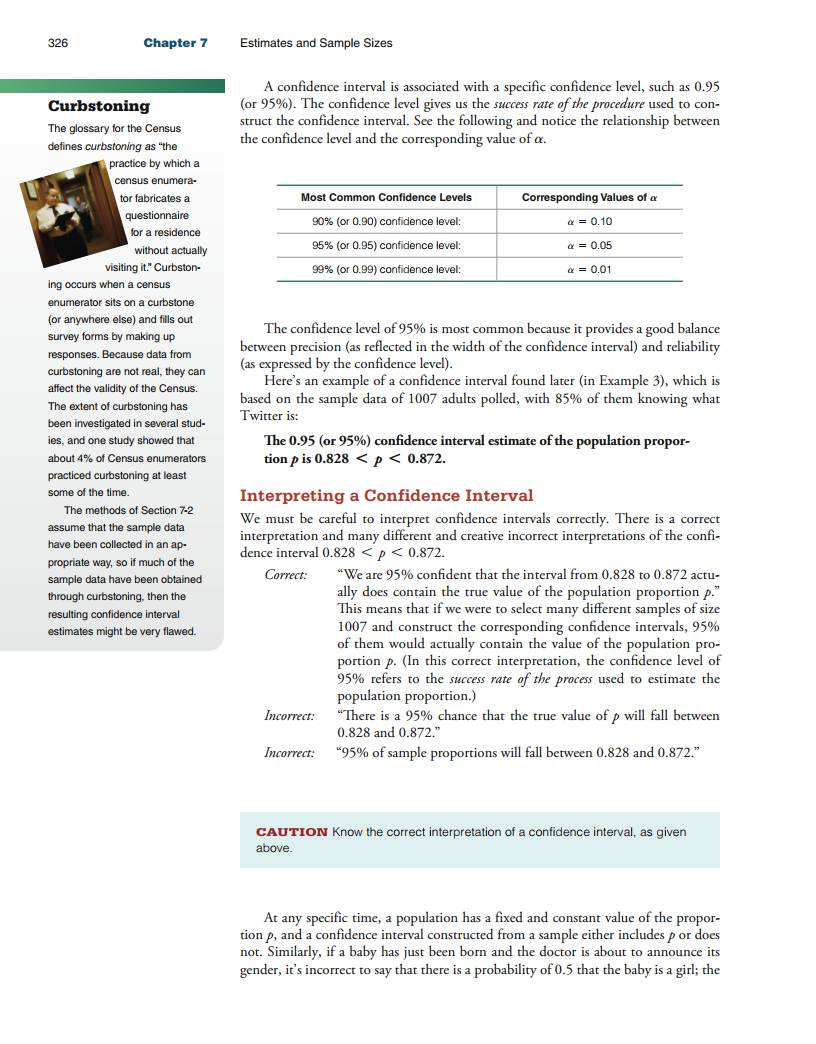 326 Chapter 7 Estimates and Sample Sizes
Curbstoning
The glossary for the Census
defines curbstoning as “the
practice by which a
census enumera-
tor fabricates a
questionnaire
for a residence
without actually
visiting it.” Curbston-
ing occurs when a census
enumerator sits on a curbstone
(or anywhere else) and fills out
survey forms by making up
responses. Because data from
curbstoning are not real, they can
affect the validity of the Census.
The extent of curbstoning has
been investigated in several stud-
ies, and one study showed that
about 4% of Census enumerators
practiced curbstoning at least
some of the time.
The methods of Section 7-2
assume that the sample data
have been collected in an ap-
propriate way, so if much of the
sample data have been obtained
through curbstoning, then the
resulting confidence interval
estimates might be very flawed.
A confidence interval is associated with a specific confidence level, such as 0.95
(or 95%). The confidence level gives us the success rate of the procedure used to con-
struct the confidence interval. See the following and notice the relationship between
the confidence level and the corresponding value of α.
Most Common Confidence Levels Corresponding Values of α
90% (or 0.90) confidence level: α = 0.10
95% (or 0.95) confidence level: α = 0.05
99% (or 0.99) confidence level: α = 0.01
The confidence level of 95% is most common because it provides a good balance
between precision (as reflected in the width of the confidence interval) and reliability
(as expressed by the confidence level).
Here’s an example of a confidence interval found later (in Example 3), which is
based on the sample data of 1007 adults polled, with 85% of them knowing what
Twitter is:
The 0.95 (or 95%) confidence interval estimate of the population propor-
tion p is 0.828 < p < 0.872.
Interpreting a Confidence Interval
We must be careful to interpret confidence intervals correctly. There is a correct
interpretation and many different and creative incorrect interpretations of the confi-
dence interval 0.828 < p < 0.872.
Correct: “We are 95% confident that the interval from 0.828 to 0.872 actu-
ally does contain the true value of the population proportion p.”
This means that if we were to select many different samples of size
1007 and construct the corresponding confidence intervals, 95%
of them would actually contain the value of the population pro-
portion p. (In this correct interpretation, the confidence level of
95% refers to the success rate of the process used to estimate the
population proportion.)
Incorrect: “There is a 95% chance that the true value of p will fall between
0.828 and 0.872.”
Incorrect: “95% of sample proportions will fall between 0.828 and 0.872.”
CAUTION Know the correct interpretation of a confidence interval, as given
above.
At any specific time, a population has a fixed and constant value of the propor-
tion p, and a confidence interval constructed from a sample either includes p or does
not. Similarly, if a baby has just been born and the doctor is about to announce its
gender, it’s incorrect to say that there is a probability of 0.5 that the baby is a girl; the